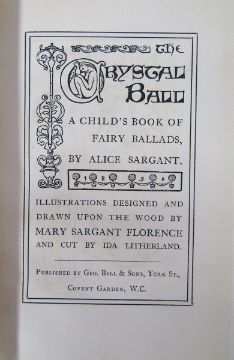 THE
CRYSTAL
BALL
A CHILD'S BOOK OF
FAIRY BALLADS,
BY ALICE SARGANT.
ILLUSTRATIONS DESIGNED AND
DRAWN UPON THE WOOD BY
MARY SARGANT FLORENCE
AND CUT BY IDA LITHERLAND.
PUBLISHED BY GEO. BELL & SONS, YORK ST.,
COVENT GARDEN, W.C.